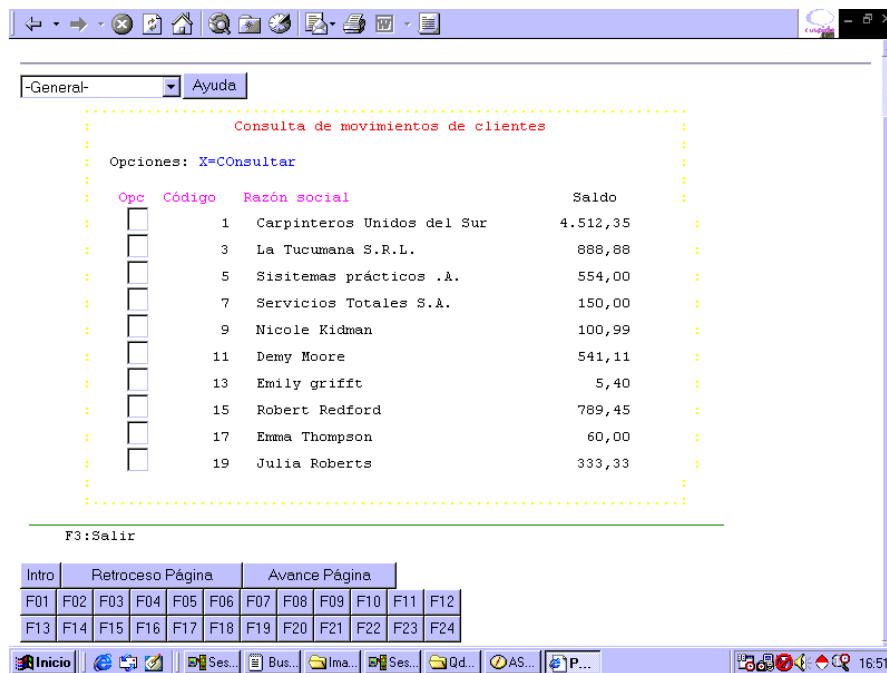 cuspide
-General- Ayuda
Consulta de movimientos de clientes
Opciones: X=COnsultar
Opc Código Razón social Saldo
1 Carpinteros Unidos del Sur 4.512,35
3 La Tucumana S.R.L. 888,88
5 Sisitemas prácticos .A. 554,00
7 Servicios Totales S.A. 150,00
9 Nicole Kidman 100,99
11 Demy Moore 541,11
13 Emily grifft 5,40
15 Robert Redford 789,45
17 Emma Thompson 60,00
19 Julia Roberts 333,33
F3:Salir
Intro Retroceso Página Avance Página
F01 F02 F03 F04 F05 F06 F07 F08 F09 F10 F11 F12
F13 F14 F15 F16 F17 F18 F19 F20 F21 F22 F23 F24
Inicio Ses... Bus... Ima... Ses... Qd... AS... P... 16:51